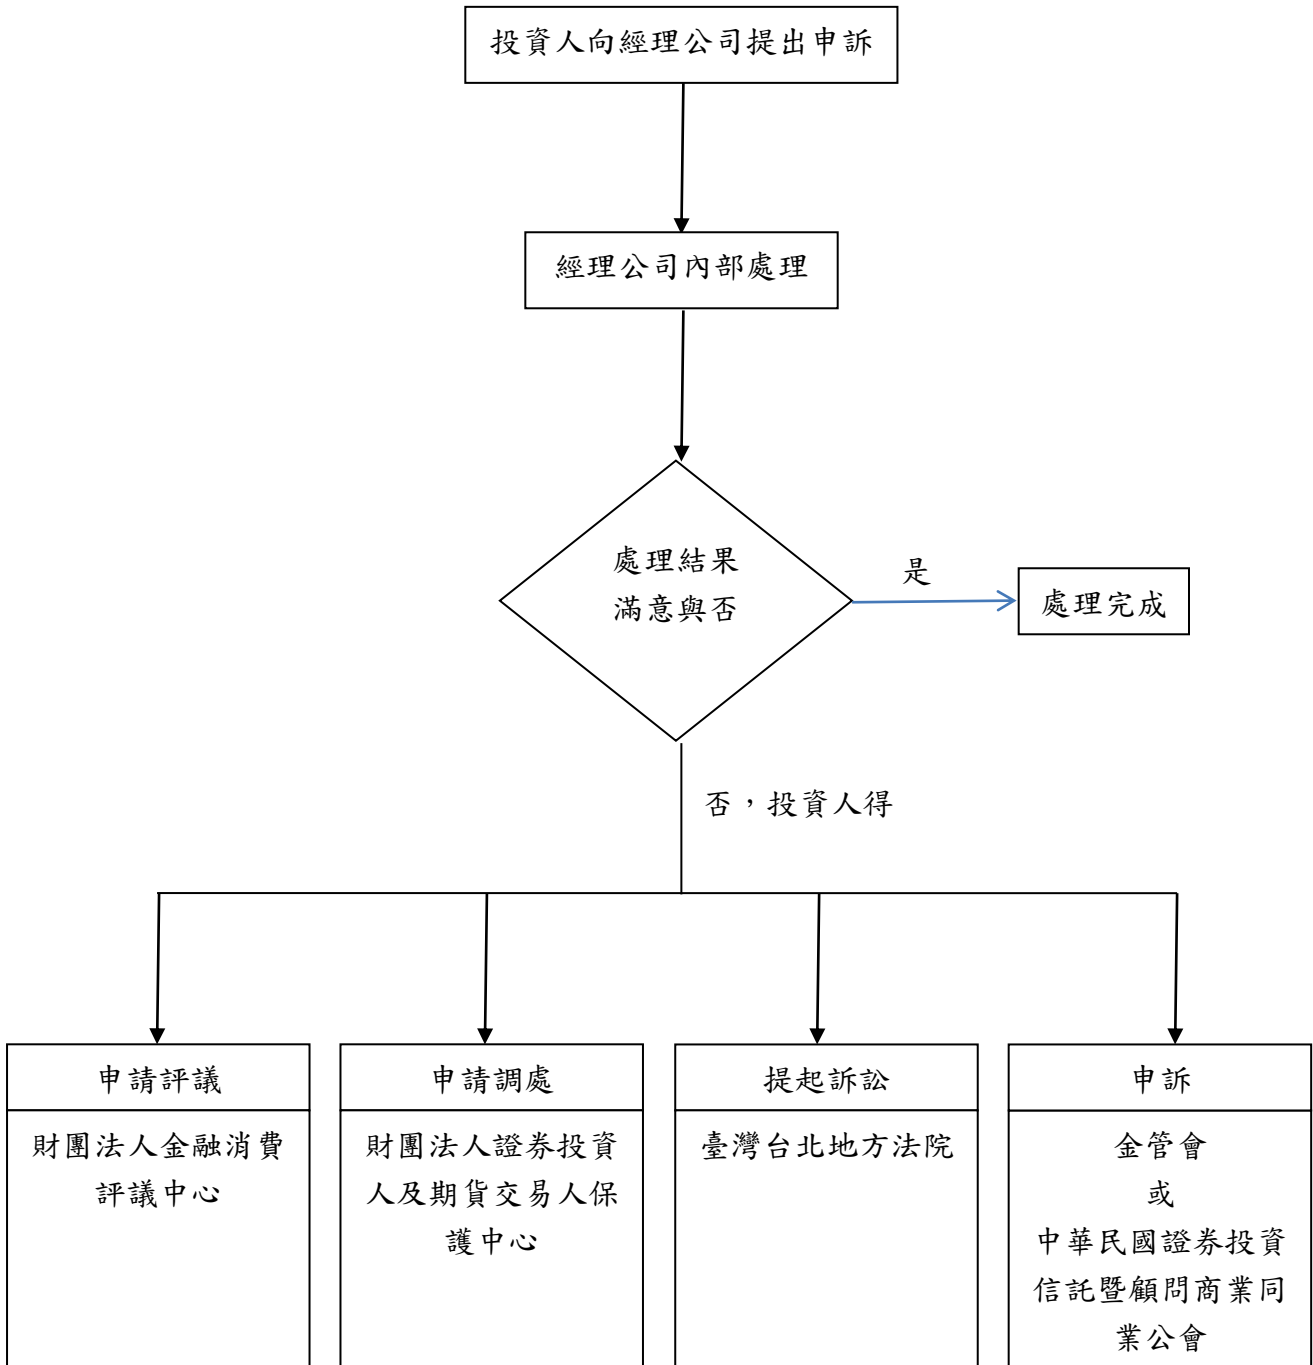 投資人向經理公司提出申訴
經理公司內部處理
處理結果
滿意與否
是
處理完成
否，投資人得
申請評議
財團法人金融消費
評議中心
申請調處
財團法人證券投資
人及期貨交易人保
護中心
提起訴訟
臺灣台北地方法院
申訴
金管會
或
中華民國證券投資
信託暨顧問商業同
業公會